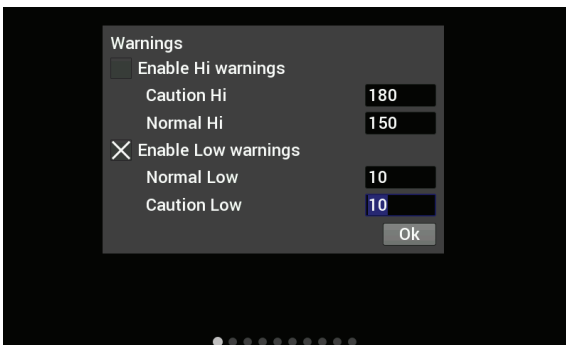 Warnings
Enable Hi warnings
Caution Hi 180
Normal Hi 150
Enable Low warnings
Normal Low 10
Caution Low 10
Ok